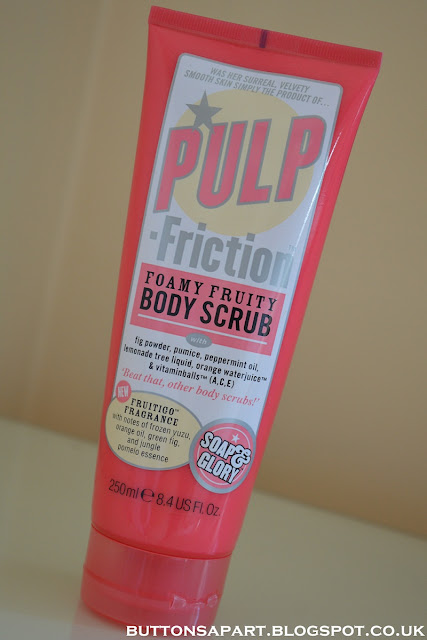 WAS HER SURREAL, VELVETY
SMOOTH SKIN SIMPLY THE PRODUCT OF...
PULP
-Friction
FOAMY FRUITY
BODY SCRUB
with
fig powder, pumice, peppermint oil,
lemonade tree liquid, orange waterjuice™
& vitaminballs™ (A,C,E)
'Beat that, other body scrubs!'
NEW
FRUITIGO™
FRAGRANCE
with notes of frozen yuzu,
orange oil, green fig,
and jungle
pomelo essence
SOAP&
GLORY
250ml ℮ 8.4 US Fl. Oz
BUTTONSAPART.BLOGSPOT.CO.UK